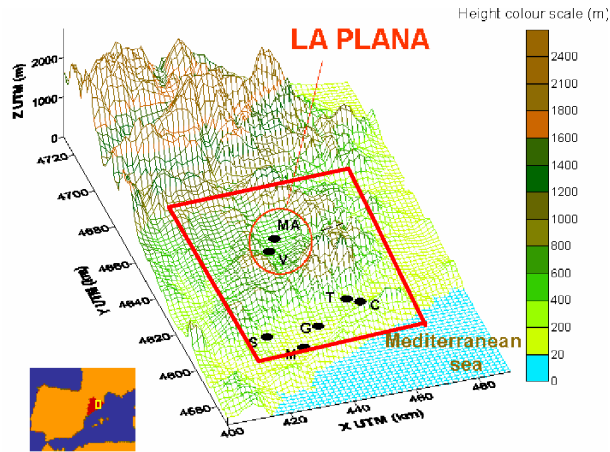 Height colour scale (m)
LA PLANA
Z UTM (m)
2000
1000
0
4720
4700
4680
4660
4640
4620
4600
4580
Y UTM (km)
MA
V
T
C
G
S
M
Mediterranean
sea
400
420
440
460
480
X UTM (km)
2400
2100
1800
1600
1400
1200
1000
800
600
400
200
20
0